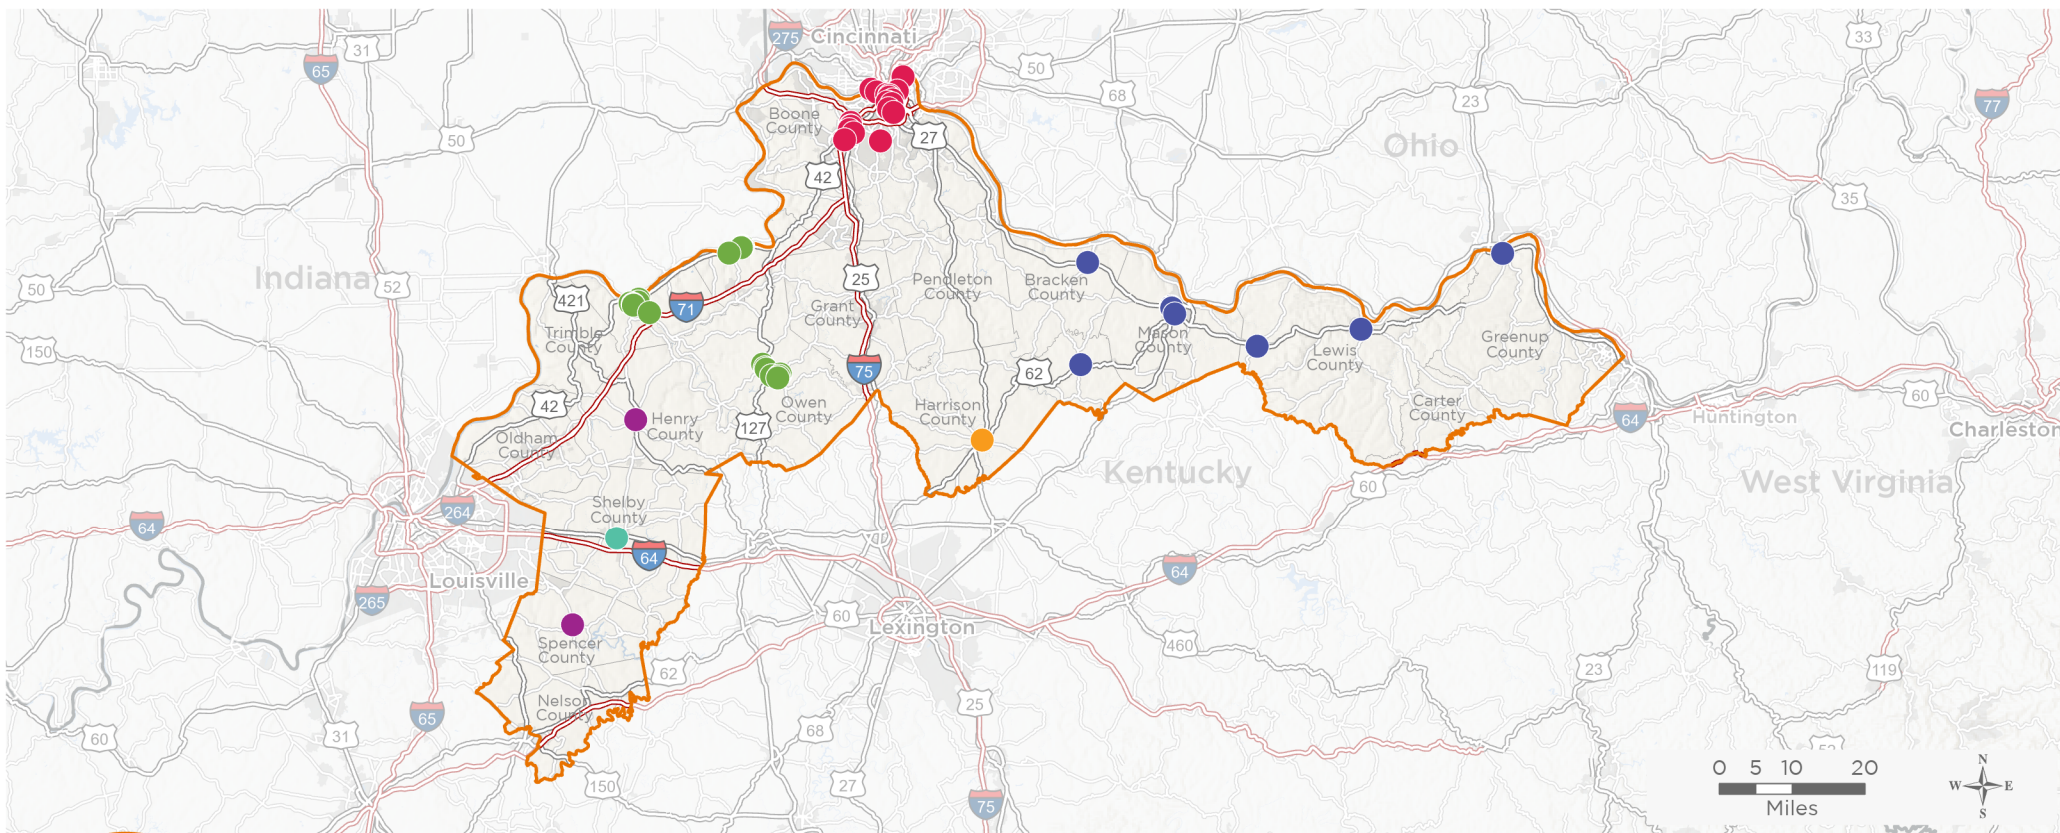 275
Cincinnati
31
65
50
33
68
23
77
Boone
County
27
50
Ohio
42
35
Indiana
52
50
421
25
Pendleton
County
Bracken
County
23
71
Grant
County
Trimble
County
Mason
County
Greenup
County
150
Lewis
County
75
62
60
42
Owen
County
Harrison
County
Carter
County
Henry
County
127
64
Huntington
Charleston
Oldham
County
Kentucky
West Virginia
60
264
Shelby
County
64
64
Louisville
64
265
60
Lexington
Spencer
County
460
62
23
119
Nelson
County
65
25
60
31
68
52
150
27
75
0 5 10 20
Miles
N
W E
S